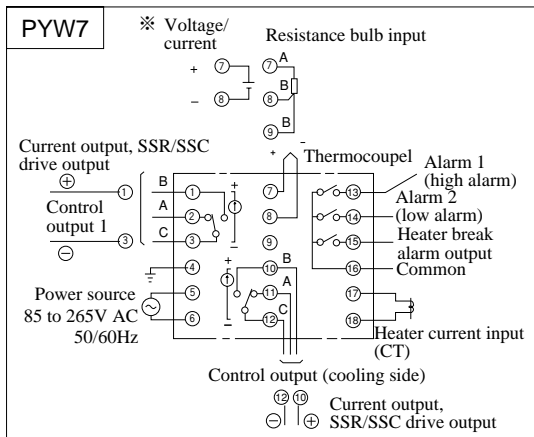 PYW7
※ Voltage/
current
Resistance bulb input
+ 7
− 8
7 A
B
8
B
9
Current output, SSR/SSC
drive output
⊕
1
Control
output 1
3
⊖
+ −
Thermocoupel
B 1
A 2
C 3
+
−
4
Power source
85 to 265V AC
50/60Hz
5
6
7
8
9
10 B
11 A
12 C
+
−
13 Alarm 1
(high alarm)
14 Alarm 2
(low alarm)
15 Heater break
alarm output
16 Common
17
18
Heater current input
(CT)
Control output (cooling side)
12 10
⊖ ⊕
Current output,
SSR/SSC drive output